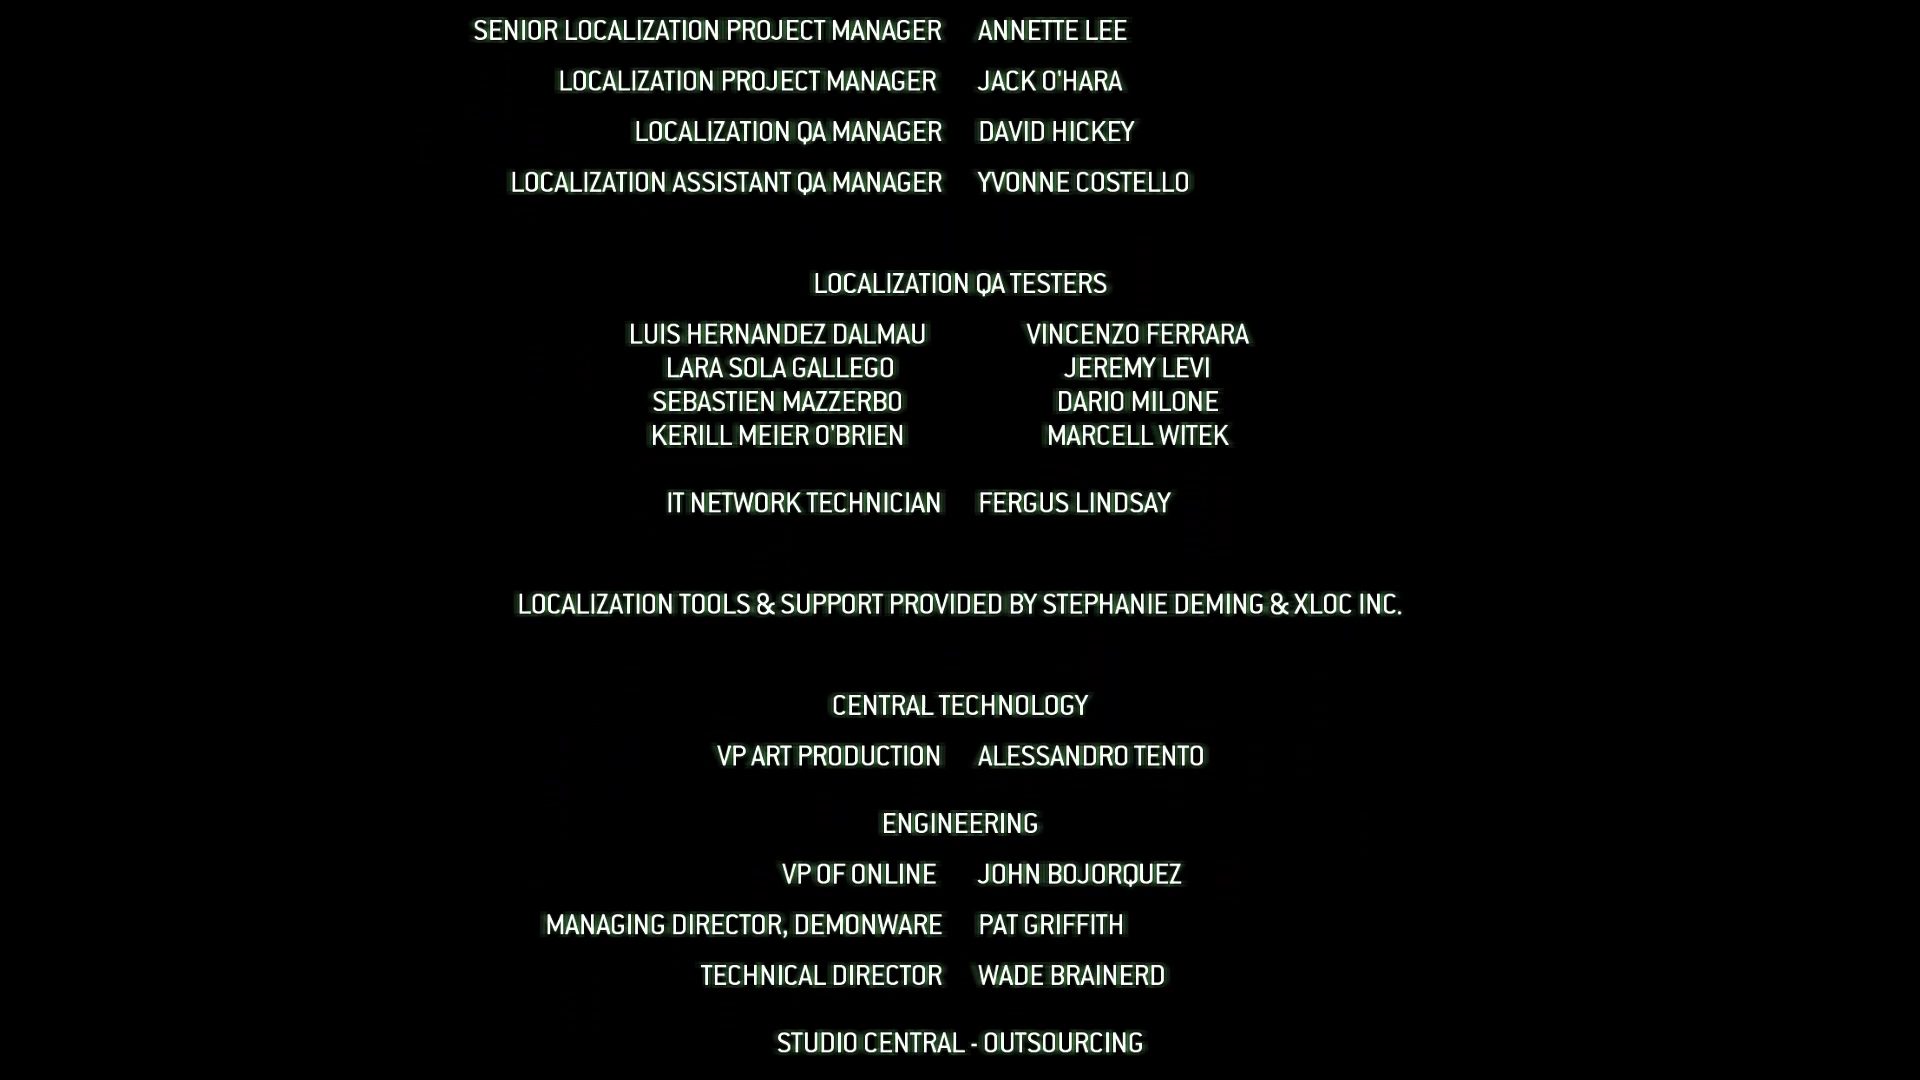 SENIOR LOCALIZATION PROJECT MANAGER ANNETTE LEE
LOCALIZATION PROJECT MANAGER JACK O'HARA
LOCALIZATION QA MANAGER DAVID HICKEY
LOCALIZATION ASSISTANT QA MANAGER YVONNE COSTELLO
LOCALIZATION QA TESTERS
LUIS HERNANDEZ DALMAU VINCENZO FERRARA
LARA SOLA GALLEGO JEREMY LEVI
SEBASTIEN MAZZERBO DARIO MILONE
KERILL MEIER O'BRIEN MARCELL WITEK
IT NETWORK TECHNICIAN FERGUS LINDSAY
LOCALIZATION TOOLS & SUPPORT PROVIDED BY STEPHANIE DEMING & XLOC INC.
CENTRAL TECHNOLOGY
VP ART PRODUCTION ALESSANDRO TENTO
ENGINEERING
VP OF ONLINE JOHN BOJORQUEZ
MANAGING DIRECTOR, DEMONWARE PAT GRIFFITH
TECHNICAL DIRECTOR WADE BRAINERD
STUDIO CENTRAL - OUTSOURCING